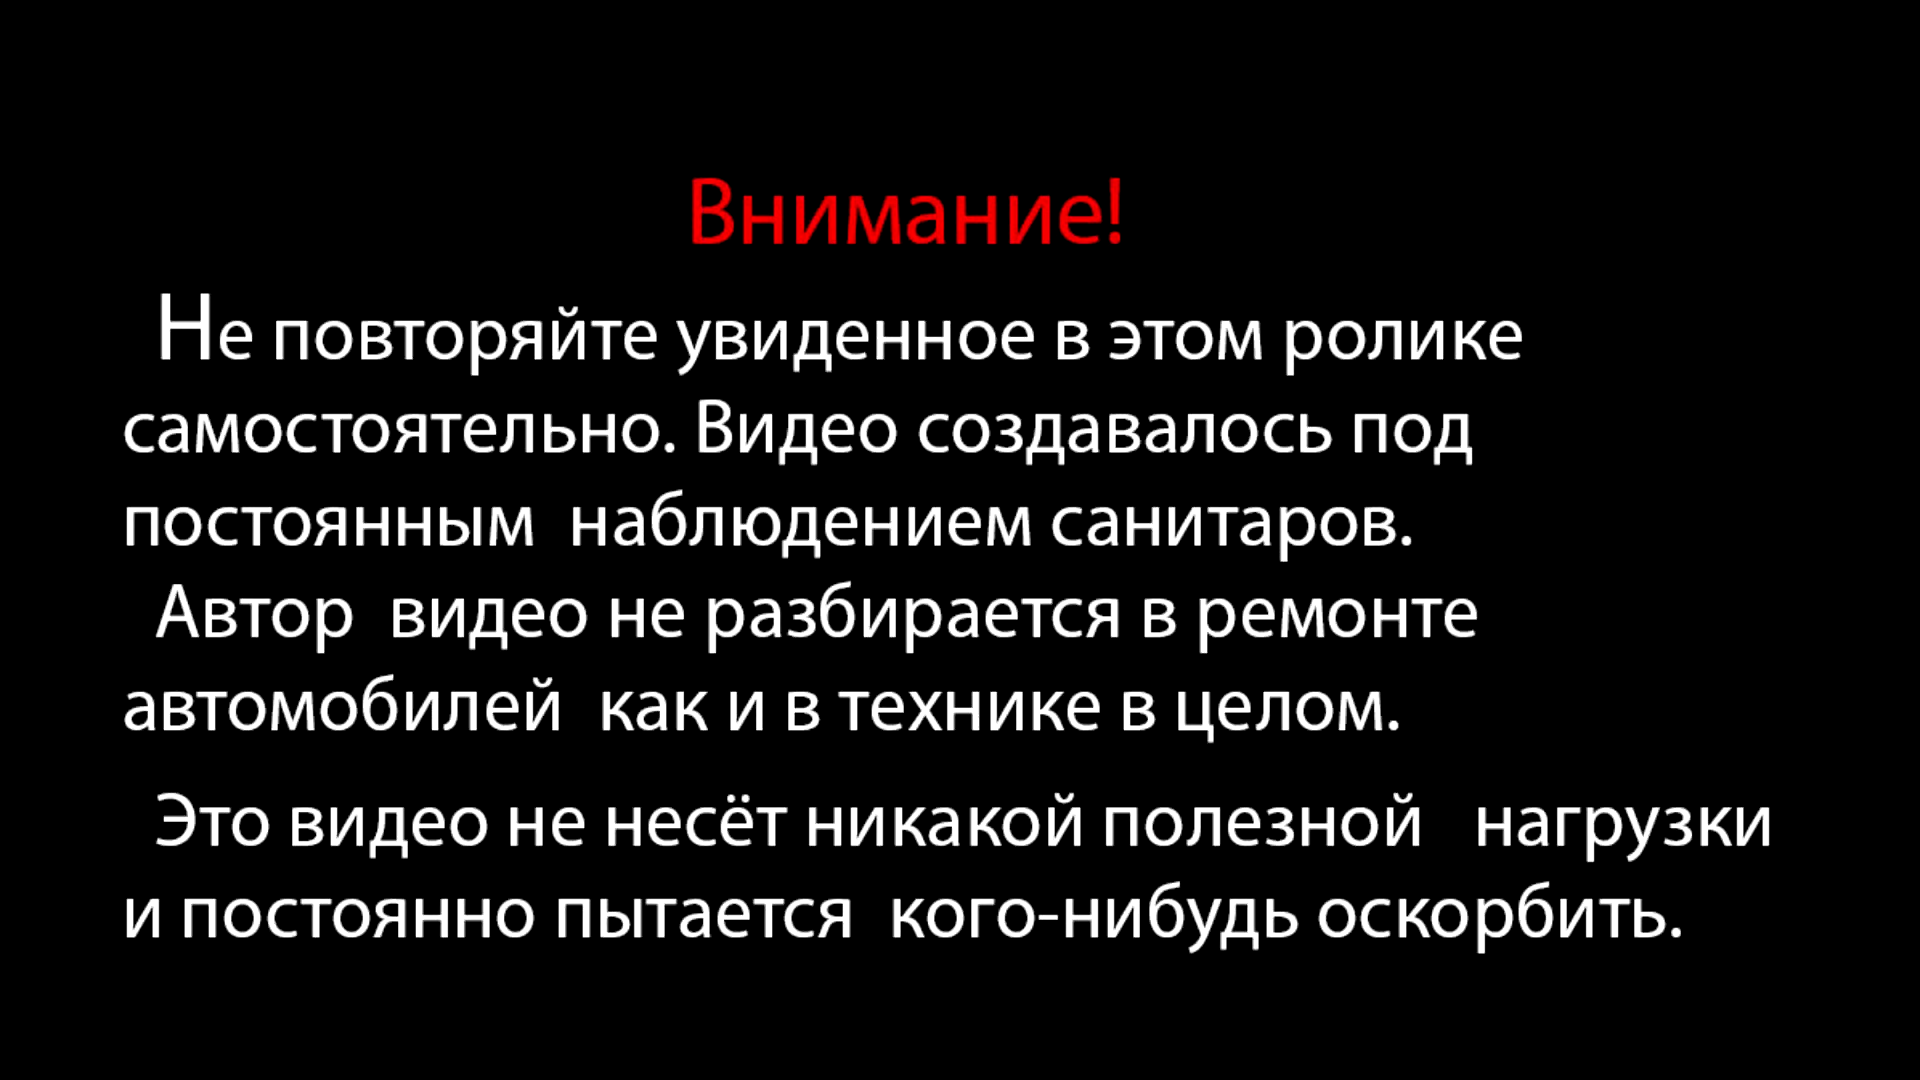 Внимание!
Не повторяйте увиденное в этом ролике
самостоятельно. Видео создавалось под
постоянным наблюдением санитаров.
Автор видео не разбирается в ремонте
автомобилей как и в технике в целом.
Это видео не несёт никакой полезной нагрузки
и постоянно пытается кого-нибудь оскорбить.